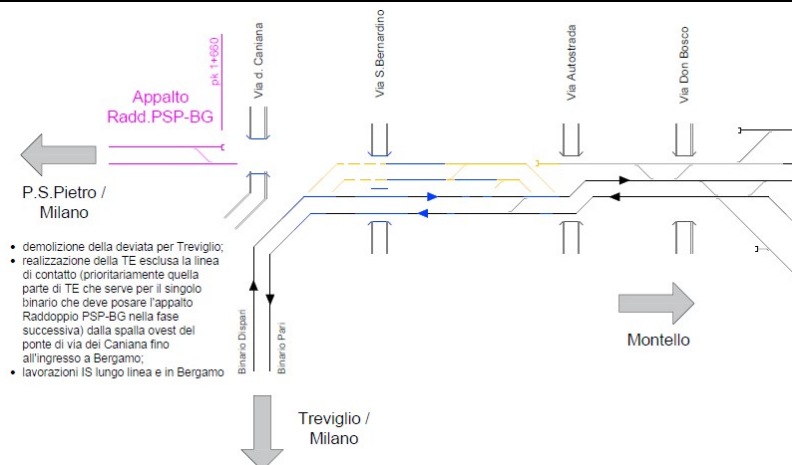 pk 1+660
Via d. Caniana
Via S.Bernardino
Via Autostrada
Via Don Bosco
Appalto
Radd.PSP-BG
P.S.Pietro /
Milano
• demolizione della deviata per Treviglio;
• realizzazione della TE esclusa la linea
di contatto (prioritariamente quella
parte di TE che serve per il singolo
binario che deve posare l'appalto
Raddoppio PSP-BG nella fase
successiva) dalla spalla ovest del
ponte di via dei Caniana fino
all'ingresso a Bergamo;
• lavorazioni IS lungo linea e in Bergamo
Binario Dispari
Binario Pari
Montello
Treviglio /
Milano